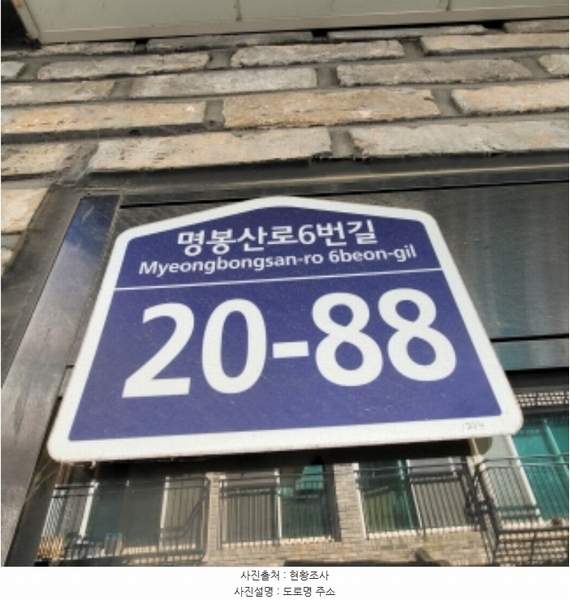 명봉산로6번길
Myeongbongsan-ro 6beon-gil
20-88
사진출처 : 현황조사
사진설명 : 도로명 주소